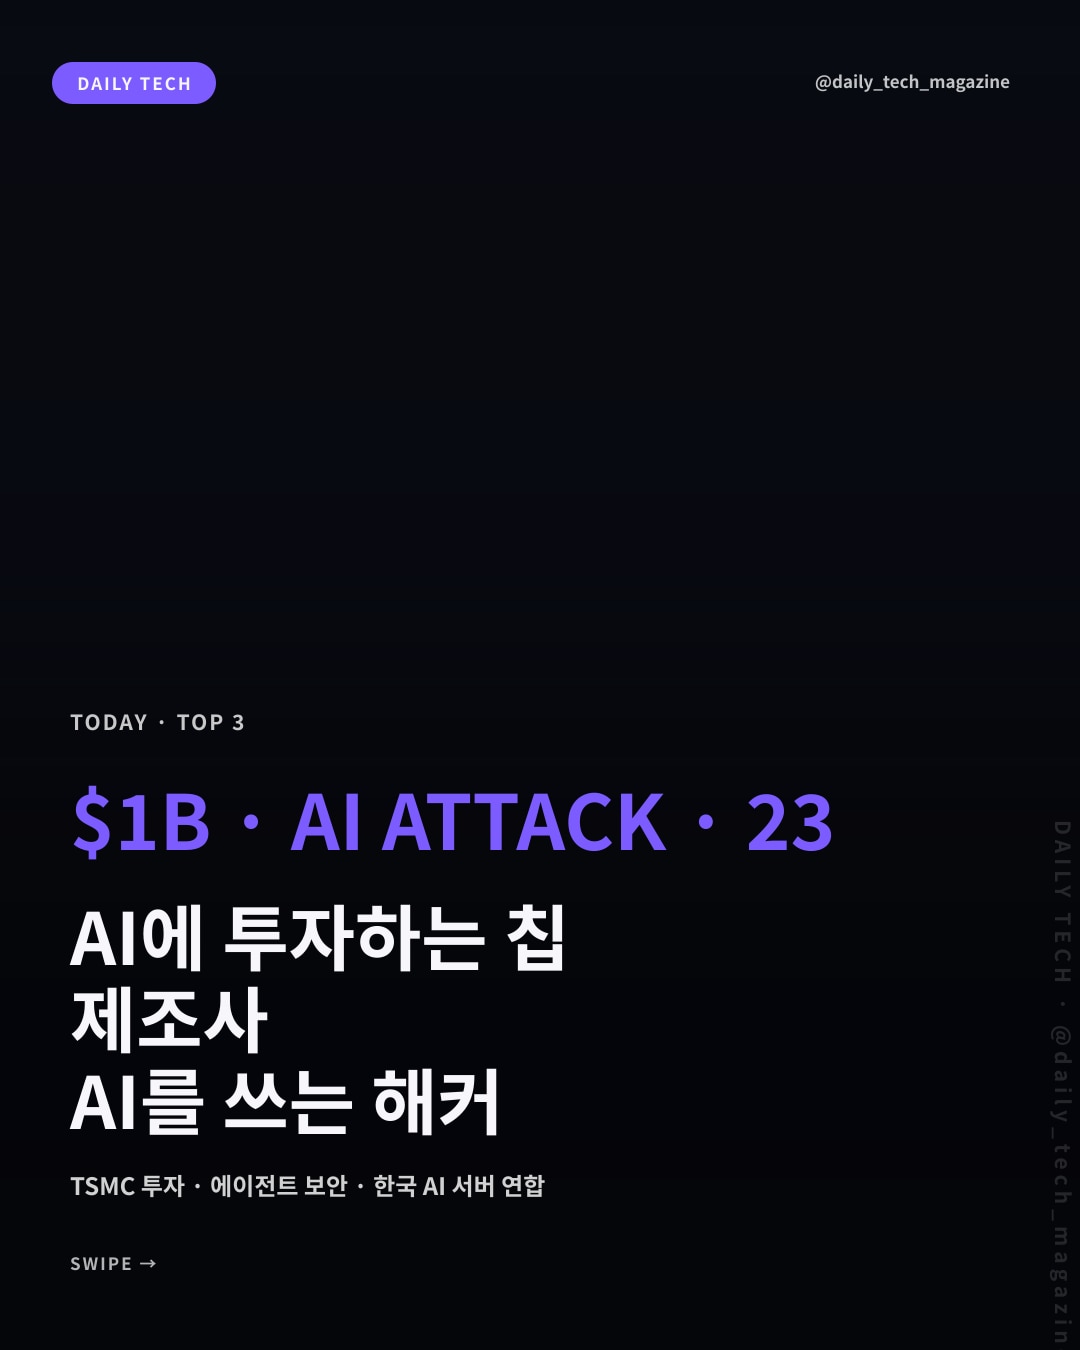 DAILY TECH
@daily_tech_magazine
TODAY · TOP 3
$1B · AI ATTACK · 23
AI에 투자하는 칩
제조사
AI를 쓰는 해커
TSMC 투자 · 에이전트 보안 · 한국 AI 서버 연합
SWIPE →
DAILY TECH · @daily_tech_magazin